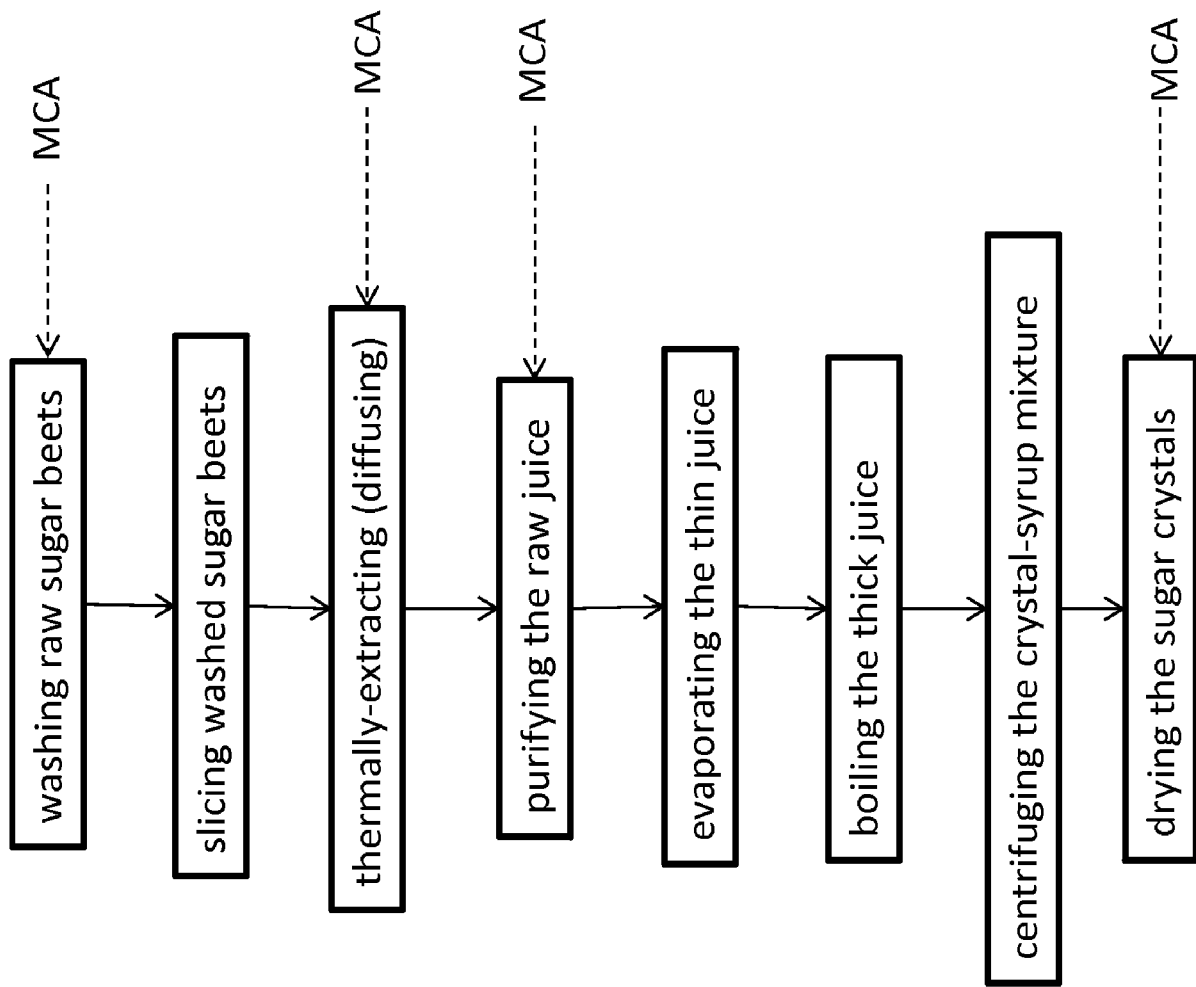 washing raw sugar beets
MCA
slicing washed sugar beets
thermally-extracting (diffusing)
MCA
purifying the raw juice
MCA
evaporating the thin juice
boiling the thick juice
centrifuging the crystal-syrup mixture
drying the sugar crystals
MCA